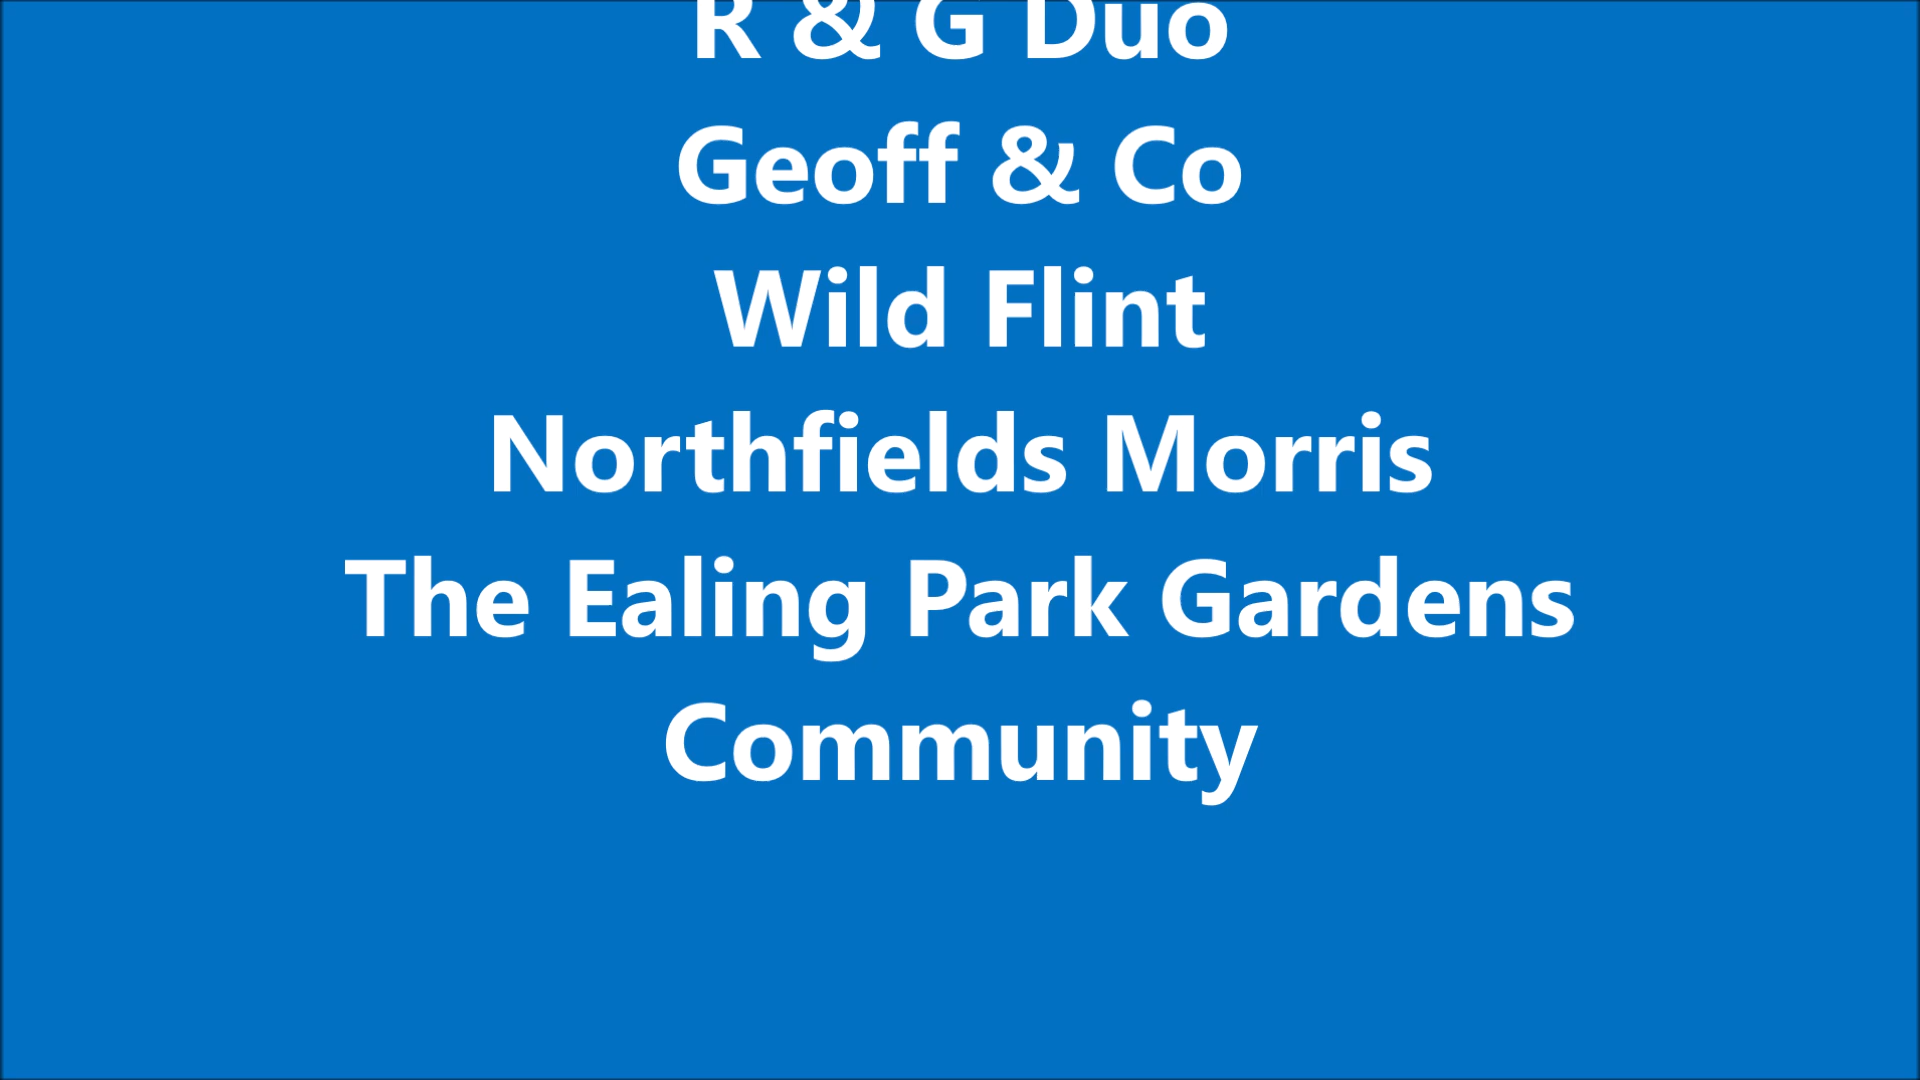 R & G Duo
Geoff & Co
Wild Flint
Northfields Morris
The Ealing Park Gardens
Community